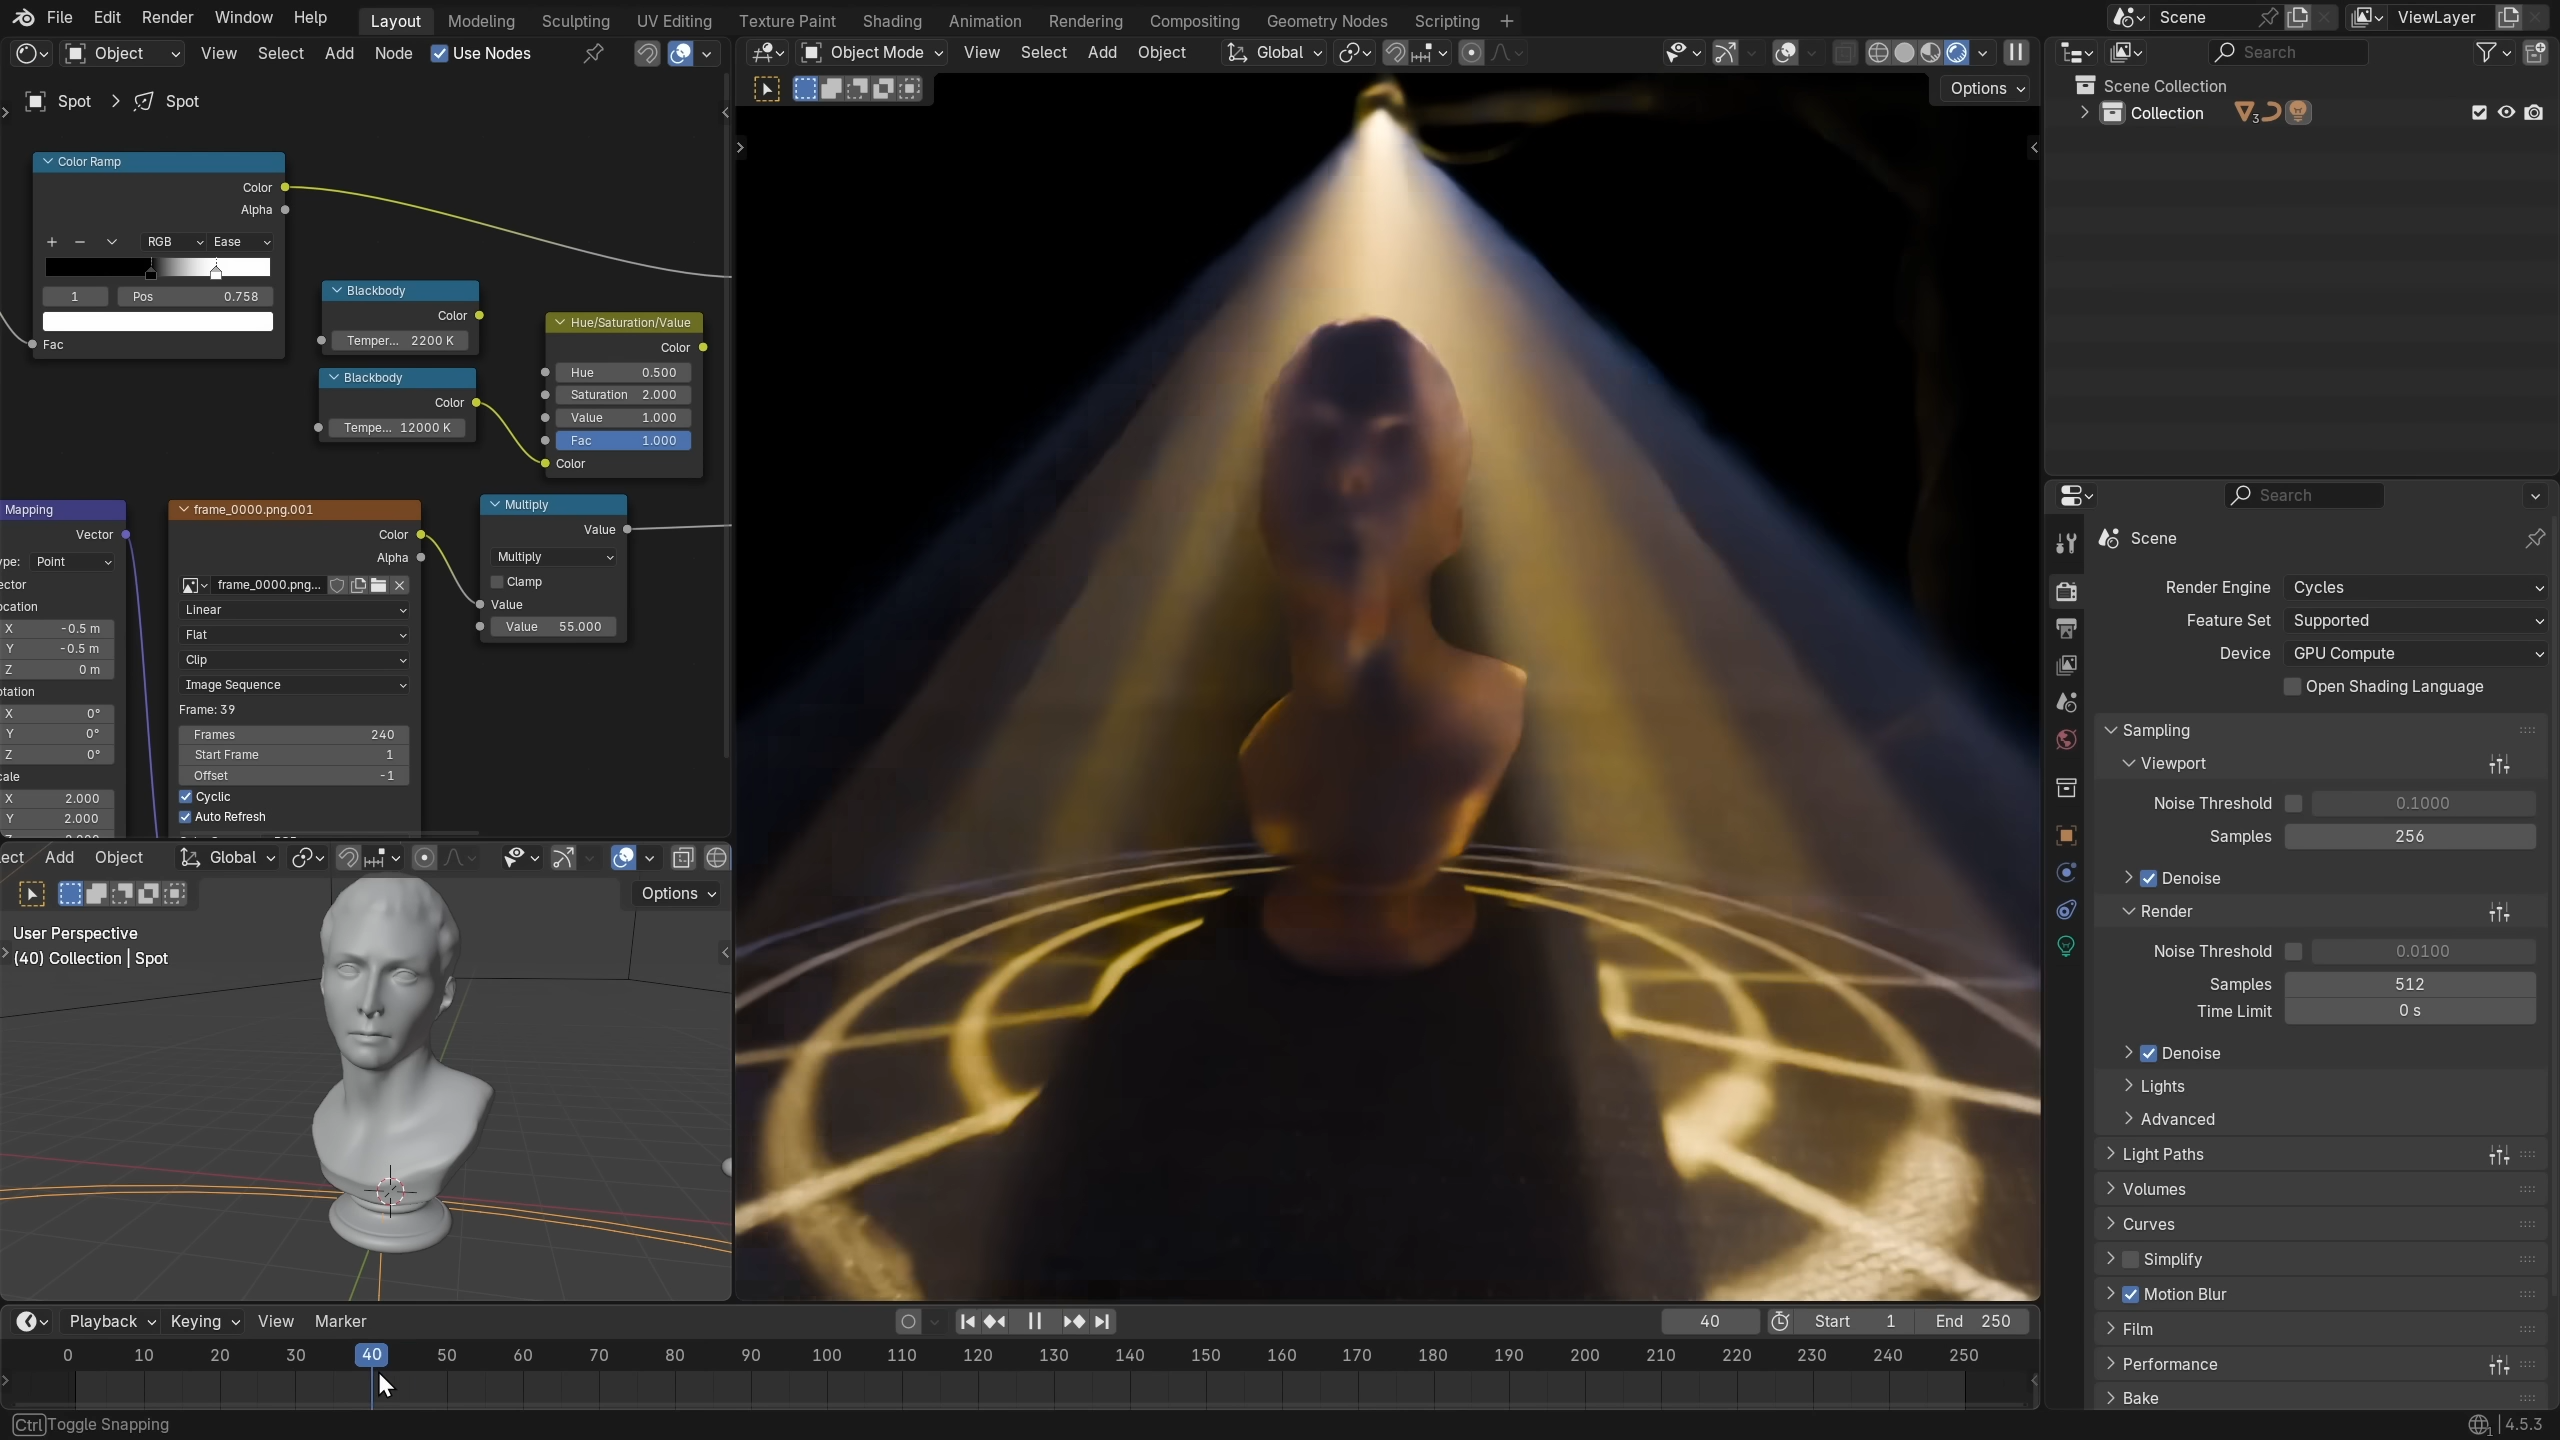 File Edit Render Window Help Layout Modeling Sculpting UV Editing Texture Paint Shading Animation Rendering Compositing Geometry Nodes Scripting + Scene ViewLayer
Object View Select Add Node Use Nodes
Object Mode View Select Add Object Global
Search
Options
Spot > Spot
Scene Collection
Collection 3
Color Ramp
Color
Alpha
RGB Ease
1 Pos 0.758
Fac
Blackbody
Color
Temper... 2200 K
Blackbody
Color
Tempe... 12000 K
Hue/Saturation/Value
Color
Hue 0.500
Saturation 2.000
Value 1.000
Fac 1.000
Color
Mapping
Vector
ype: Point
ector
ocation
X -0.5 m
Y -0.5 m
Z 0 m
otation
X 0°
Y 0°
Z 0°
cale
X 2.000
Y 2.000
frame_0000.png.001
Color
Alpha
frame_0000.png...
Linear
Flat
Clip
Image Sequence
Frame: 39
Frames 240
Start Frame 1
Offset -1
Cyclic
Auto Refresh
Multiply
Value
Multiply
Clamp
Value
Value 55.000
ect Add Object Global
Options
User Perspective
(40) Collection | Spot
Search
Scene
Render Engine Cycles
Feature Set Supported
Device GPU Compute
Open Shading Language
Sampling
Viewport
Noise Threshold 0.1000
Samples 256
Denoise
Render
Noise Threshold 0.0100
Samples 512
Time Limit 0 s
Denoise
Lights
Advanced
Light Paths
Volumes
Curves
Simplify
Motion Blur
Film
Performance
Bake
Playback Keying View Marker 40 Start 1 End 250
0 10 20 30 40 50 60 70 80 90 100 110 120 130 140 150 160 170 180 190 200 210 220 230 240 250
Ctrl Toggle Snapping
4.5.3